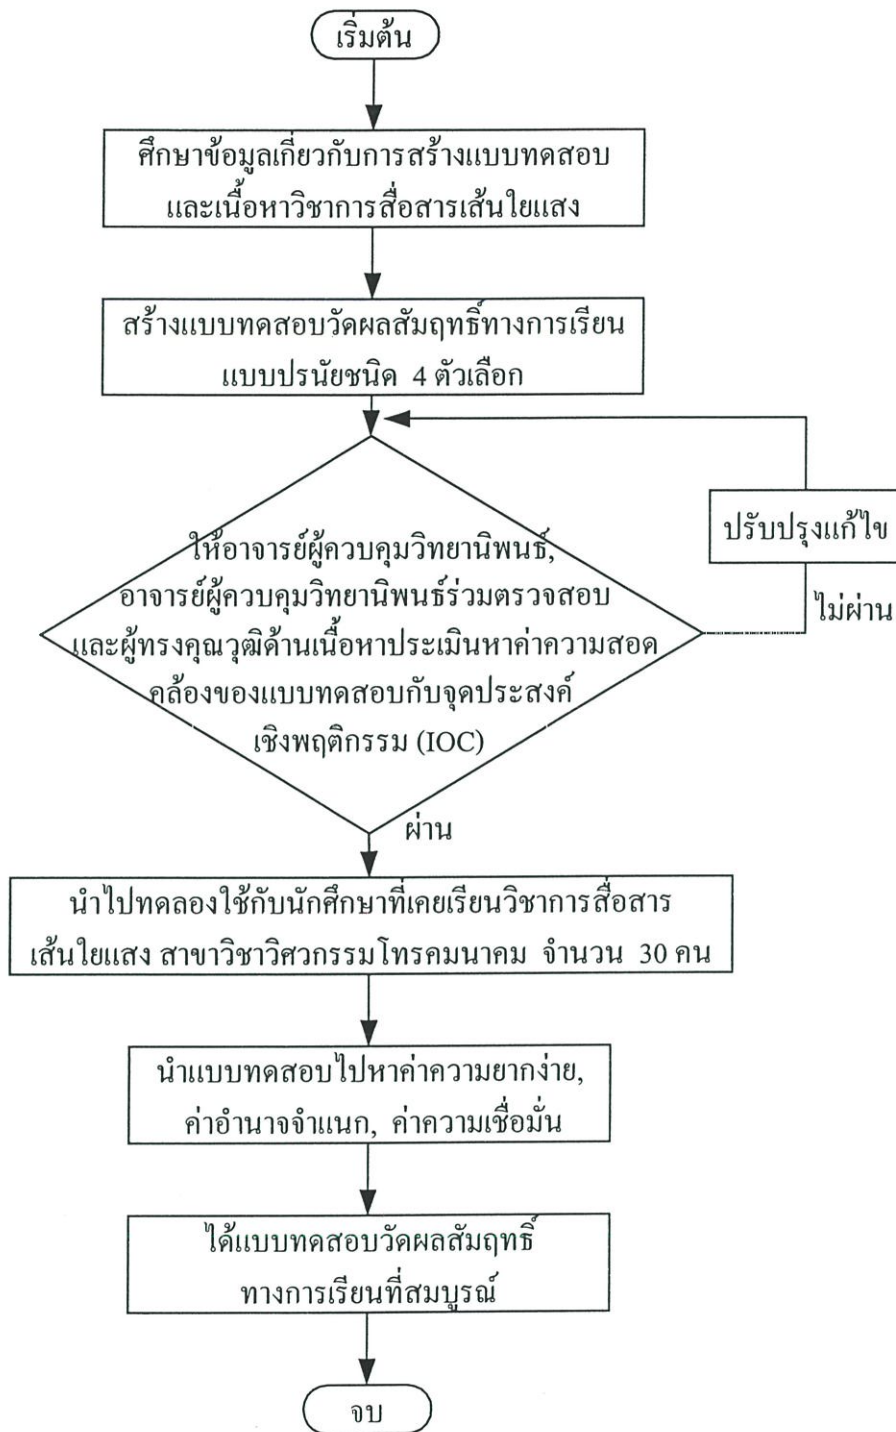 เริ่มต้น
ศึกษาข้อมูลเกี่ยวกับการสร้างแบบทดสอบ
และเนื้อหาวิชาการสื่อสารเส้นใยแสง
สร้างแบบทดสอบวัดผลสัมฤทธิ์ทางการเรียน
แบบปรนัยชนิด 4 ตัวเลือก
ให้อาจารย์ผู้ควบคุมวิทยานิพนธ์,
อาจารย์ผู้ควบคุมวิทยานิพนธ์ร่วมตรวจสอบ
และผู้ทรงคุณวุฒิด้านเนื้อหาประเมินหาค่าความสอด
คล้องของแบบทดสอบกับจุดประสงค์
เชิงพฤติกรรม (IOC)
ปรับปรุงแก้ไข
ไม่ผ่าน
ผ่าน
นำไปทดลองใช้กับนักศึกษาที่เคยเรียนวิชาการสื่อสาร
เส้นใยแสง สาขาวิชาวิศวกรรมโทรคมนาคม จำนวน 30 คน
นำแบบทดสอบไปหาค่าความยากง่าย,
ค่าอำนาจจำแนก, ค่าความเชื่อมั่น
ได้แบบทดสอบวัดผลสัมฤทธิ์
ทางการเรียนที่สมบูรณ์
จบ